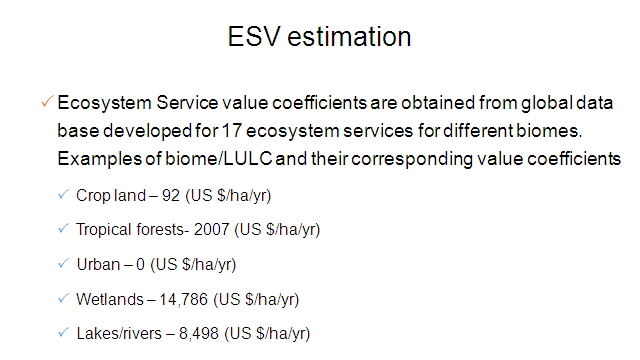 ESV estimation
Ecosystem Service value coefficients are obtained from global data
base developed for 17 ecosystem services for different biomes.
Examples of biome/LULC and their corresponding value coefficients
Crop land – 92 (US $/ha/yr)
Tropical forests- 2007 (US $/ha/yr)
Urban – 0 (US $/ha/yr)
Wetlands – 14,786 (US $/ha/yr)
Lakes/rivers – 8,498 (US $/ha/yr)